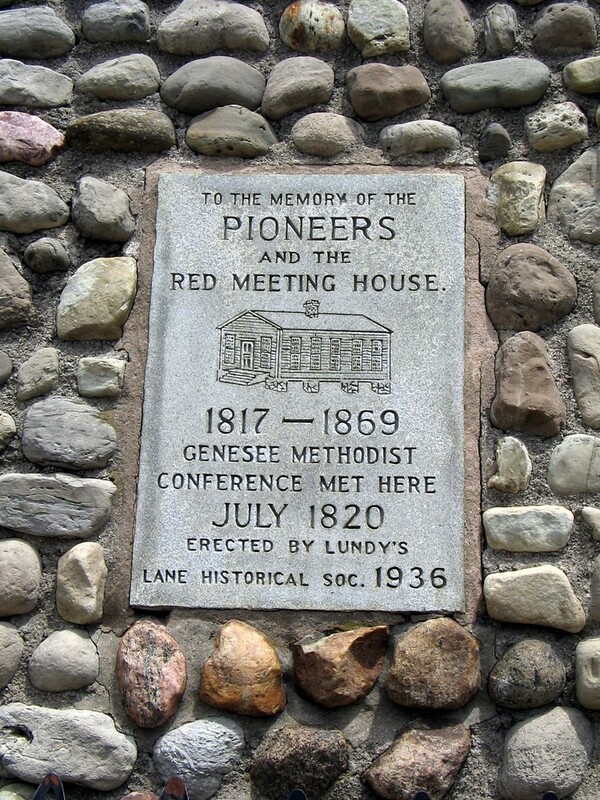 TO THE MEMORY OF THE
PIONEERS
AND THE
RED MEETING HOUSE.
1817 — 1869
GENESEE METHODIST
CONFERENCE MET HERE
JULY 1820
ERECTED BY LUNDY'S
LANE HISTORICAL SOC. 1936